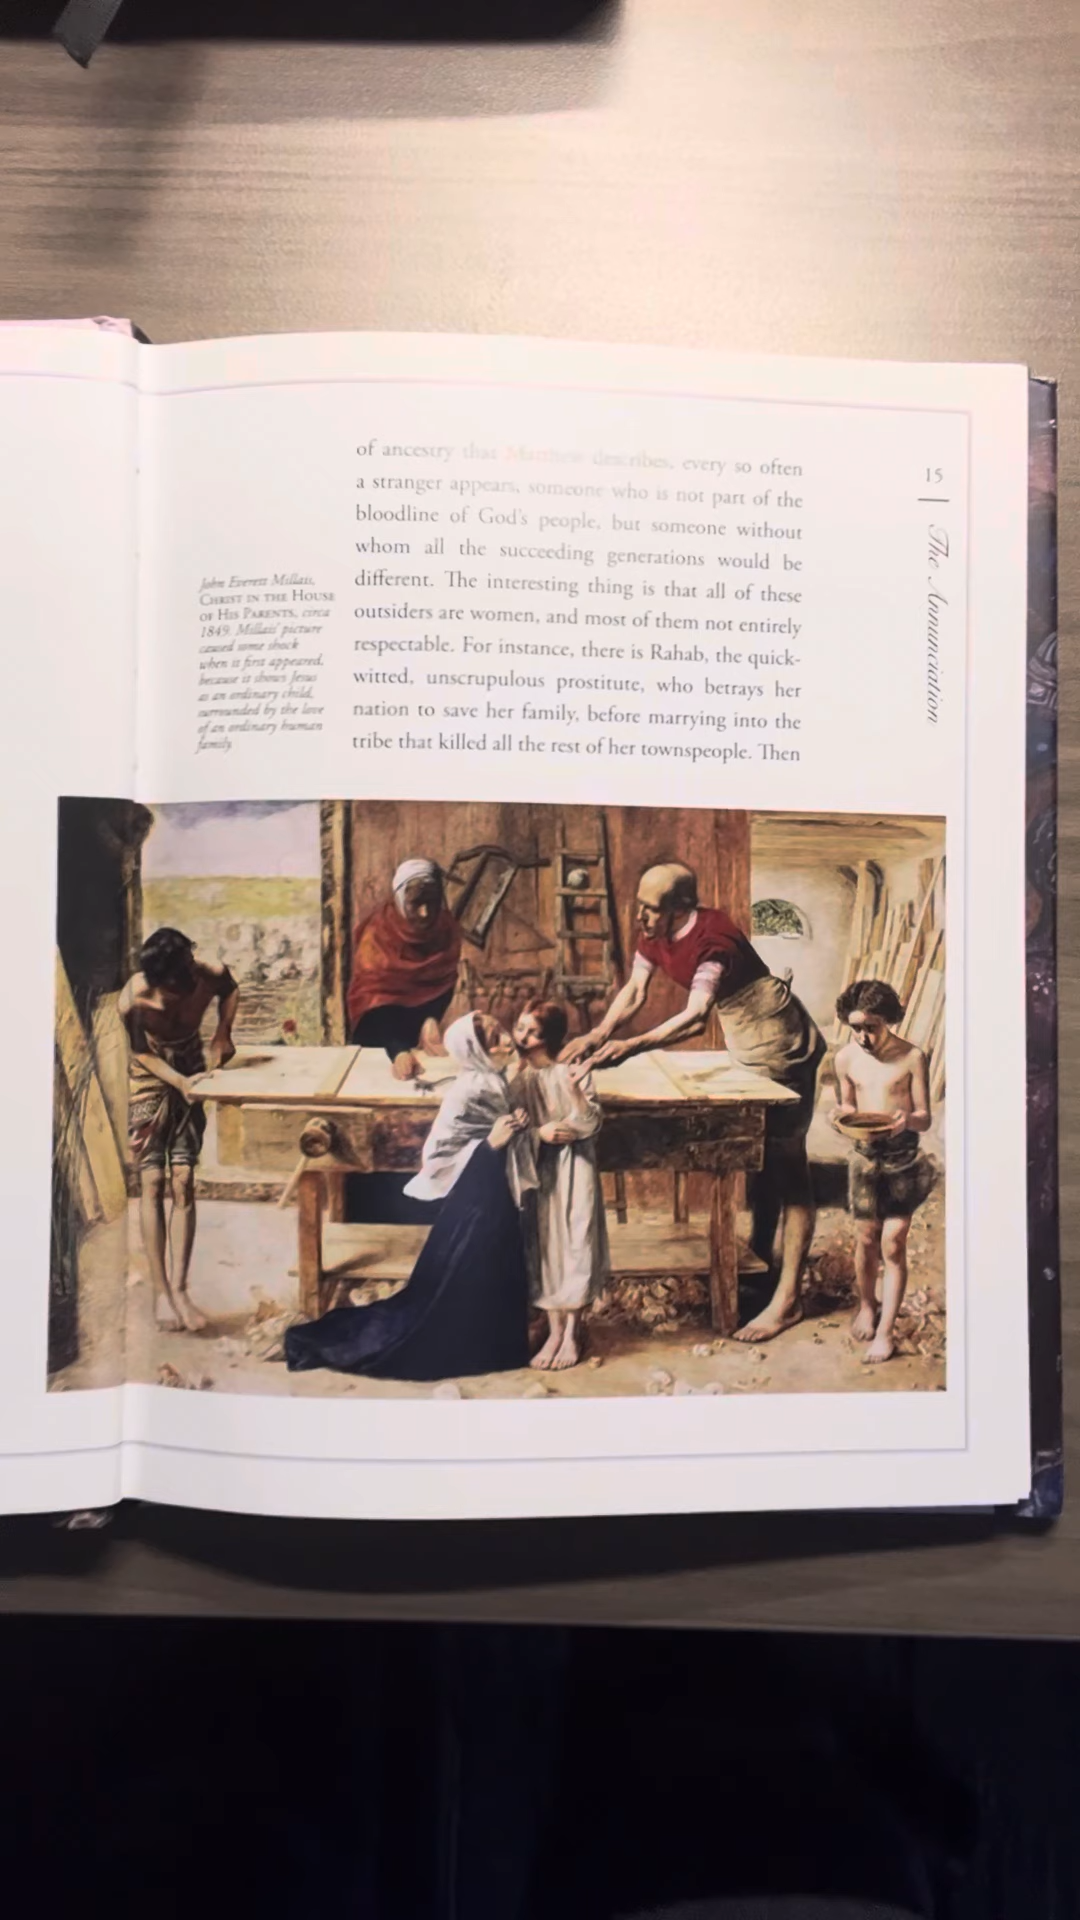 of ancestry that Matthew describes, every so often
a stranger appears, someone who is not part of the
bloodline of God's people, but someone without
whom all the succeeding generations would be
different. The interesting thing is that all of these
outsiders are women, and most of them not entirely
respectable. For instance, there is Rahab, the quick-
witted, unscrupulous prostitute, who betrays her
nation to save her family, before marrying into the
tribe that killed all the rest of her townspeople. Then
John Everett Millais,
CHRIST IN THE HOUSE
OF HIS PARENTS, circa
1849. Millais' picture
caused some shock
when it first appeared,
because it shows Jesus
as an ordinary child,
surrounded by the love
of an ordinary human
family.
15
The Annunciation